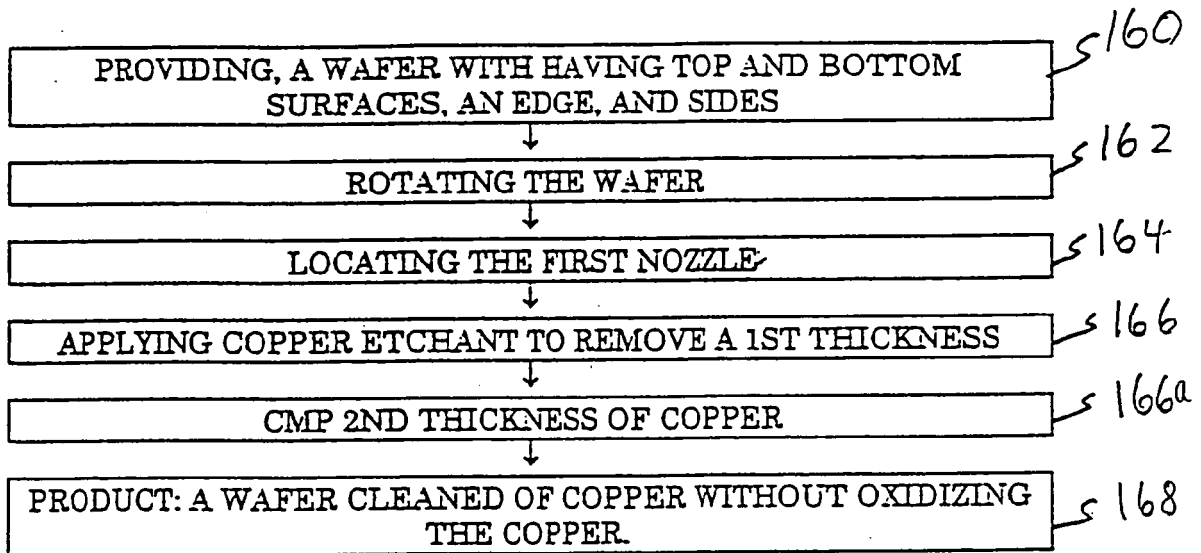 160
PROVIDING, A WAFER WITH HAVING TOP AND BOTTOM
SURFACES, AN EDGE, AND SIDES
162
ROTATING THE WAFER
164
LOCATING THE FIRST NOZZLE
166
APPLYING COPPER ETCHANT TO REMOVE A 1ST THICKNESS
166a
CMP 2ND THICKNESS OF COPPER
168
PRODUCT: A WAFER CLEANED OF COPPER WITHOUT OXIDIZING
THE COPPER.